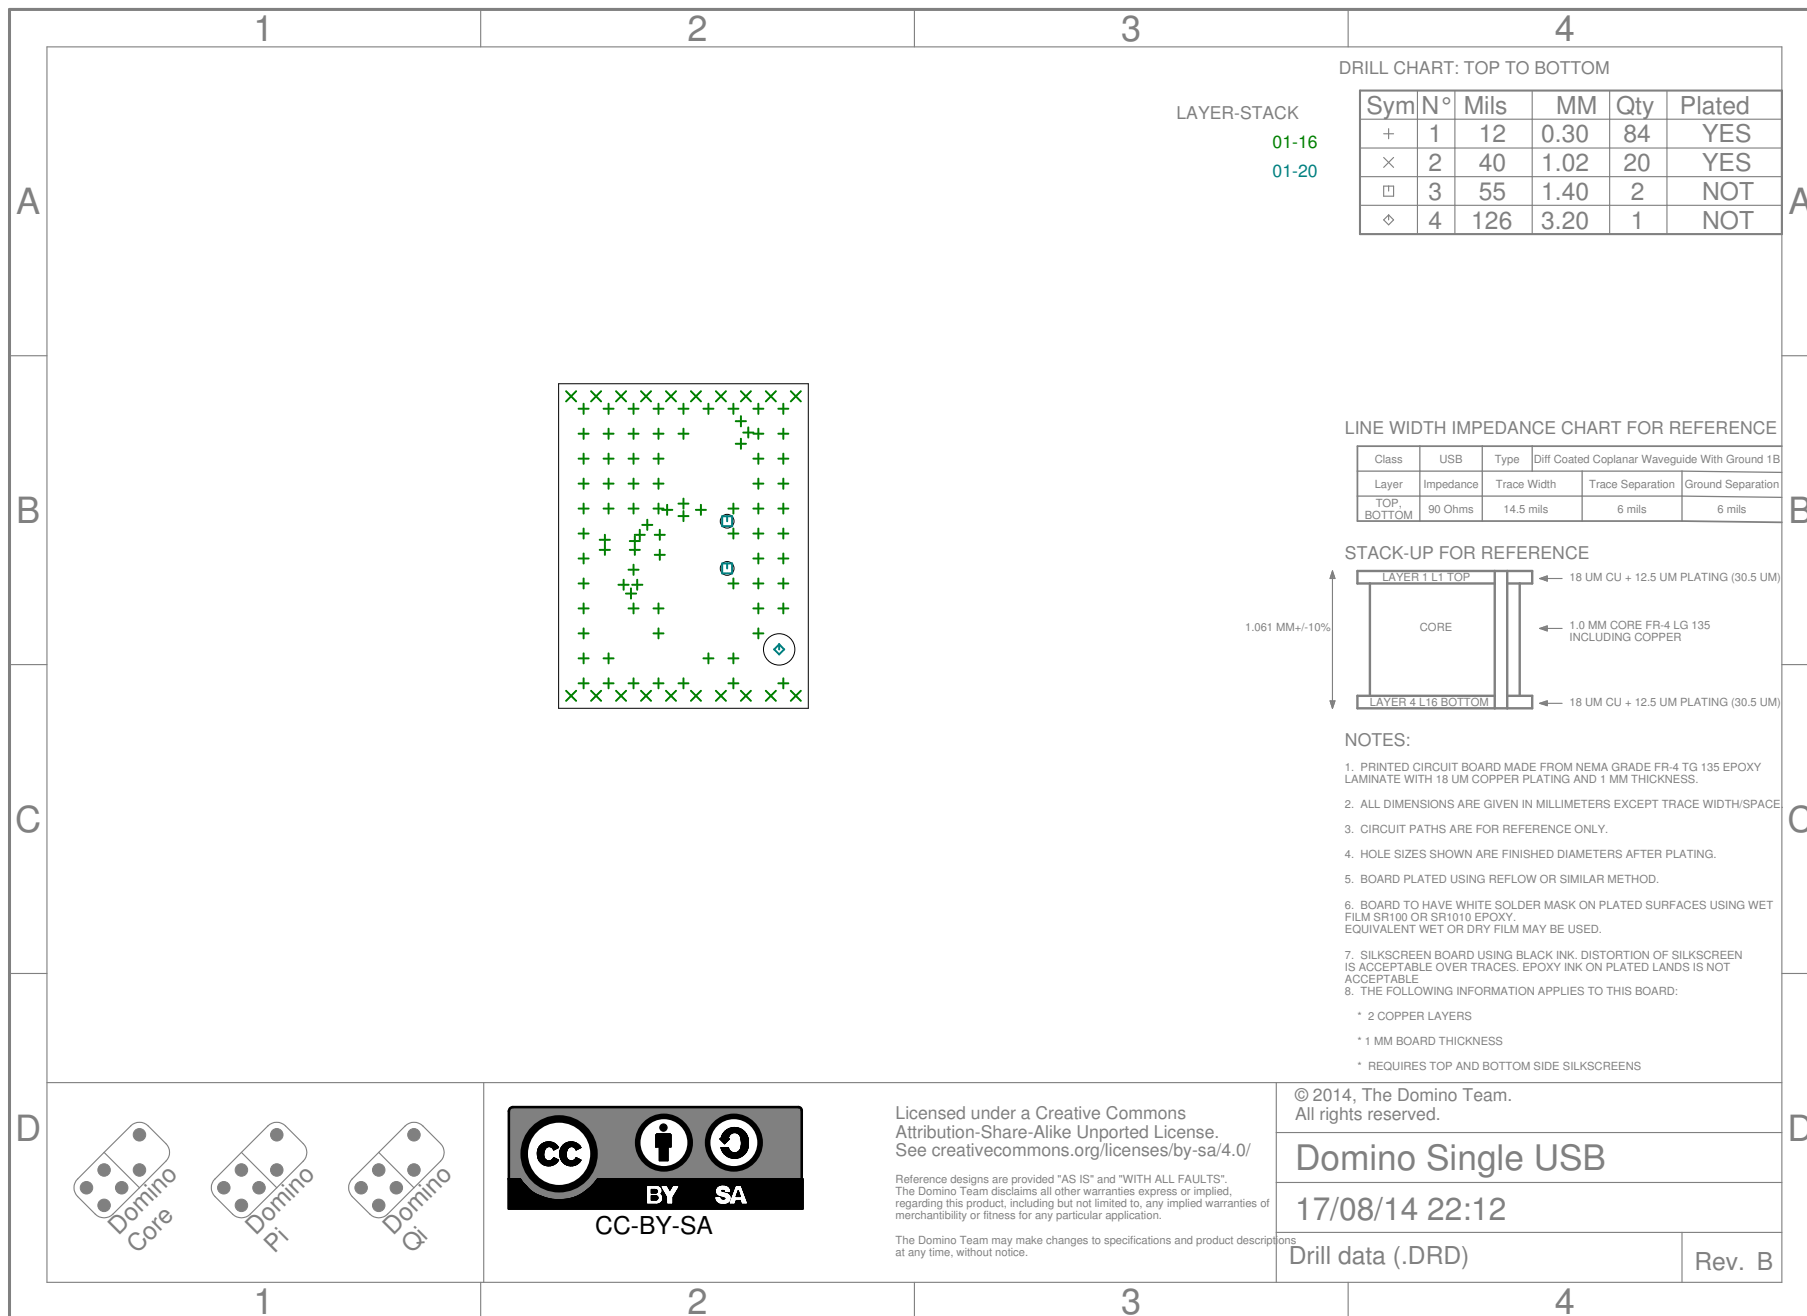 1 2 3 4
A
B
C
D
A
B
C
D
DRILL CHART: TOP TO BOTTOM
LAYER-STACK
01-16
01-20
Sym N° Mils MM Qty Plated
+ 1 12 0.30 84 YES
× 2 40 1.02 20 YES
3 55 1.40 2 NOT
4 126 3.20 1 NOT
LINE WIDTH IMPEDANCE CHART FOR REFERENCE
Class USB Type Diff Coated Coplanar Waveguide With Ground 1B
Layer Impedance Trace Width Trace Separation Ground Separation
TOP, BOTTOM 90 Ohms 14.5 mils 6 mils 6 mils
STACK-UP FOR REFERENCE
LAYER 1 L1 TOP
18 UM CU + 12.5 UM PLATING (30.5 UM)
1.061 MM+/-10%
CORE
1.0 MM CORE FR-4 LG 135
INCLUDING COPPER
LAYER 4 L16 BOTTOM
18 UM CU + 12.5 UM PLATING (30.5 UM)
NOTES:
1. PRINTED CIRCUIT BOARD MADE FROM NEMA GRADE FR-4 TG 135 EPOXY
LAMINATE WITH 18 UM COPPER PLATING AND 1 MM THICKNESS.
2. ALL DIMENSIONS ARE GIVEN IN MILLIMETERS EXCEPT TRACE WIDTH/SPACE
3. CIRCUIT PATHS ARE FOR REFERENCE ONLY.
4. HOLE SIZES SHOWN ARE FINISHED DIAMETERS AFTER PLATING.
5. BOARD PLATED USING REFLOW OR SIMILAR METHOD.
6. BOARD TO HAVE WHITE SOLDER MASK ON PLATED SURFACES USING WET
FILM SR100 OR SR1010 EPOXY.
EQUIVALENT WET OR DRY FILM MAY BE USED.
7. SILKSCREEN BOARD USING BLACK INK. DISTORTION OF SILKSCREEN
IS ACCEPTABLE OVER TRACES. EPOXY INK ON PLATED LANDS IS NOT
ACCEPTABLE
8. THE FOLLOWING INFORMATION APPLIES TO THIS BOARD:
* 2 COPPER LAYERS
* 1 MM BOARD THICKNESS
* REQUIRES TOP AND BOTTOM SIDE SILKSCREENS
Domino
Core
Domino
Pi
Domino
Qi
cc
BY SA
CC-BY-SA
Licensed under a Creative Commons
Attribution-Share-Alike Unported License.
See creativecommons.org/licenses/by-sa/4.0/
Reference designs are provided "AS IS" and "WITH ALL FAULTS".
The Domino Team disclaims all other warranties express or implied,
regarding this product, including but not limited to, any implied warranties of
merchantibility or fitness for any particular application.
The Domino Team may make changes to specifications and product descriptions
at any time, without notice.
© 2014, The Domino Team.
All rights reserved.
Domino Single USB
17/08/14 22:12
Drill data (.DRD)
Rev. B
1 2 3 4